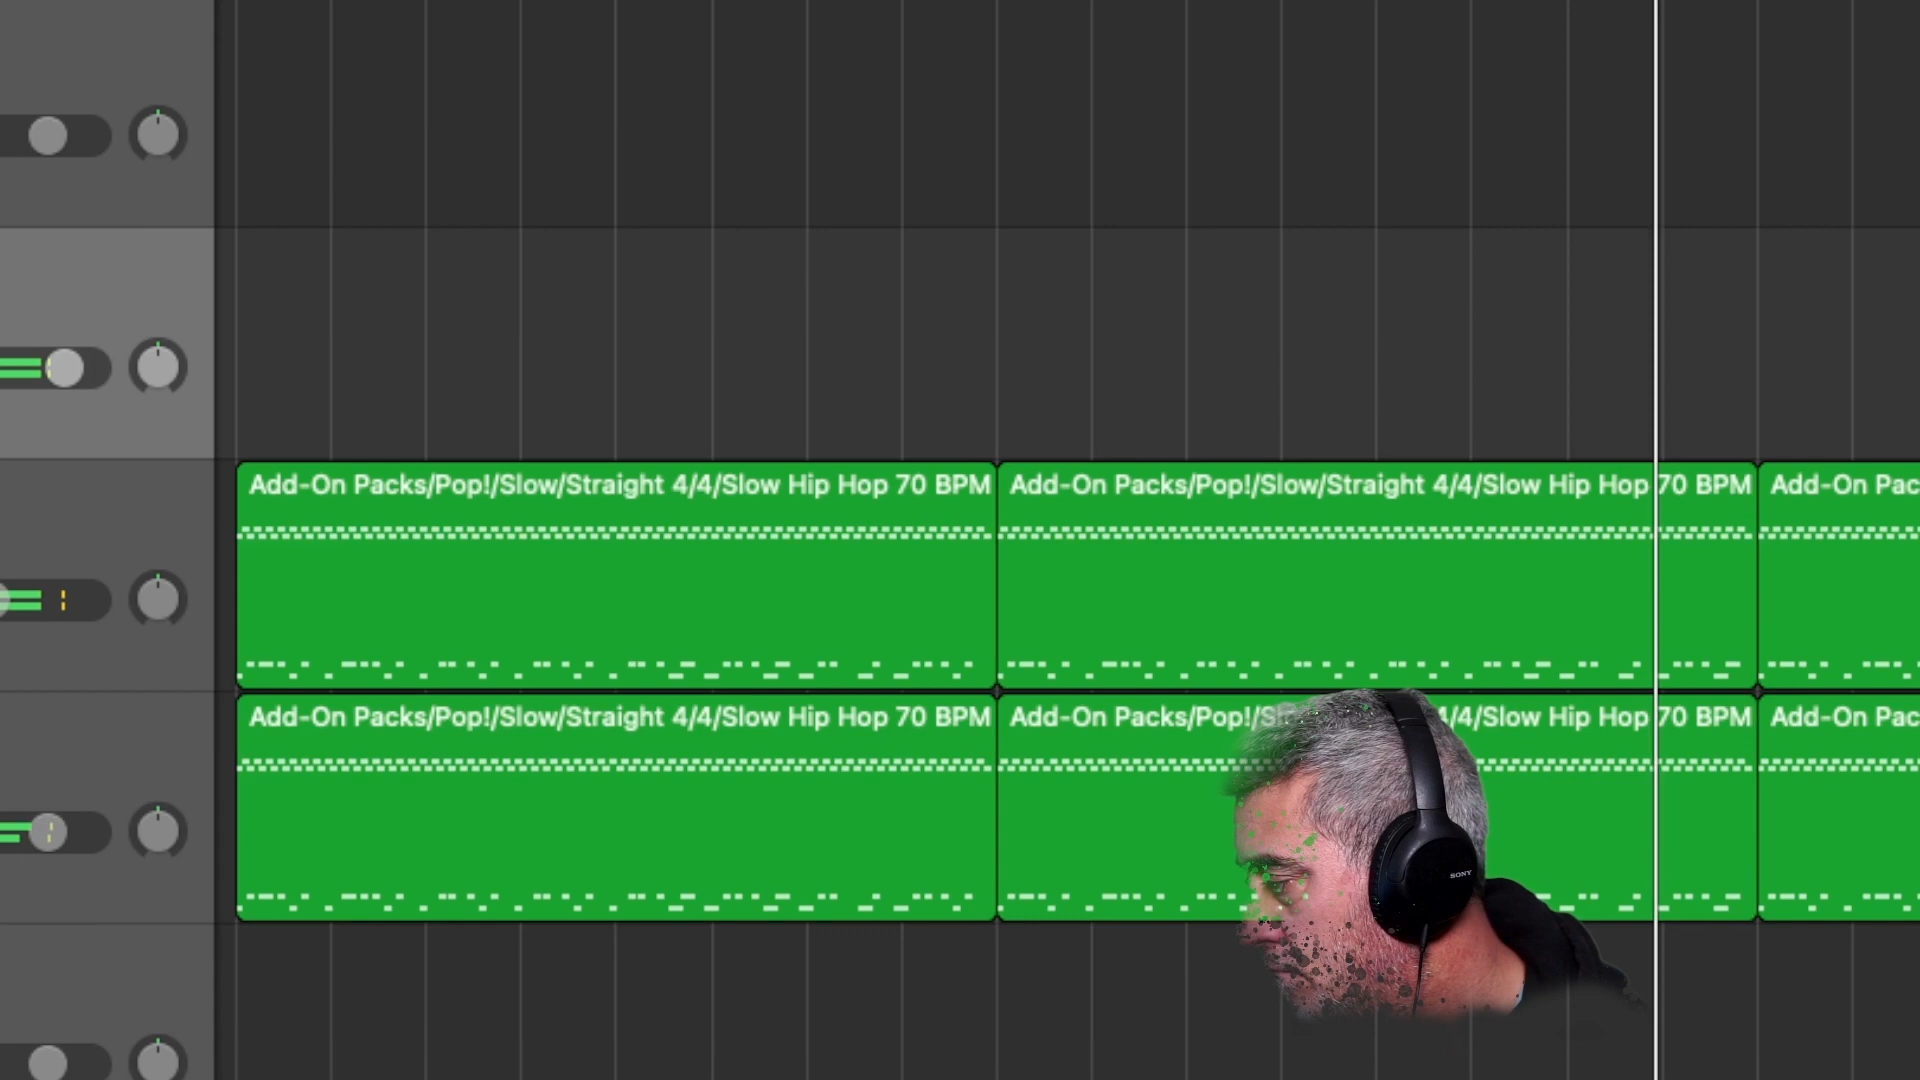 Add-On Packs/Pop!/Slow/Straight 4/4/Slow Hip Hop 70 BPM
Add-On Packs/Pop!/Slow/Straight 4/4/Slow Hip Hop 70 BPM
Add-On Pac
Add-On Packs/Pop!/Slow/Straight 4/4/Slow Hip Hop 70 BPM
Add-On Packs/Pop!/Sl 4/4/Slow Hip Hop 70 BPM
Add-On Pac
SONY